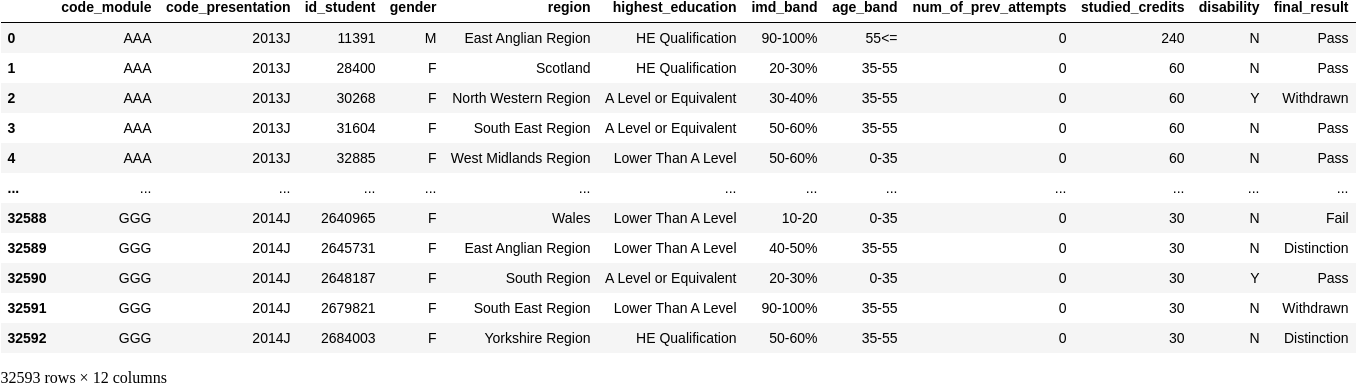 code_module code_presentation id_student gender region highest_education imd_band age_band num_of_prev_attempts studied_credits disability final_result
0 AAA 2013J 11391 M East Anglian Region HE Qualification 90-100% 55<= 0 240 N Pass
1 AAA 2013J 28400 F Scotland HE Qualification 20-30% 35-55 0 60 N Pass
2 AAA 2013J 30268 F North Western Region A Level or Equivalent 30-40% 35-55 0 60 Y Withdrawn
3 AAA 2013J 31604 F South East Region A Level or Equivalent 50-60% 35-55 0 60 N Pass
4 AAA 2013J 32885 F West Midlands Region Lower Than A Level 50-60% 0-35 0 60 N Pass
... ... ... ... ... ... ... ... ... ... ... ... ...
32588 GGG 2014J 2640965 F Wales Lower Than A Level 10-20 0-35 0 30 N Fail
32589 GGG 2014J 2645731 F East Anglian Region Lower Than A Level 40-50% 35-55 0 30 N Distinction
32590 GGG 2014J 2648187 F South Region A Level or Equivalent 20-30% 0-35 0 30 Y Pass
32591 GGG 2014J 2679821 F South East Region Lower Than A Level 90-100% 35-55 0 30 N Withdrawn
32592 GGG 2014J 2684003 F Yorkshire Region HE Qualification 50-60% 35-55 0 30 N Distinction
32593 rows × 12 columns